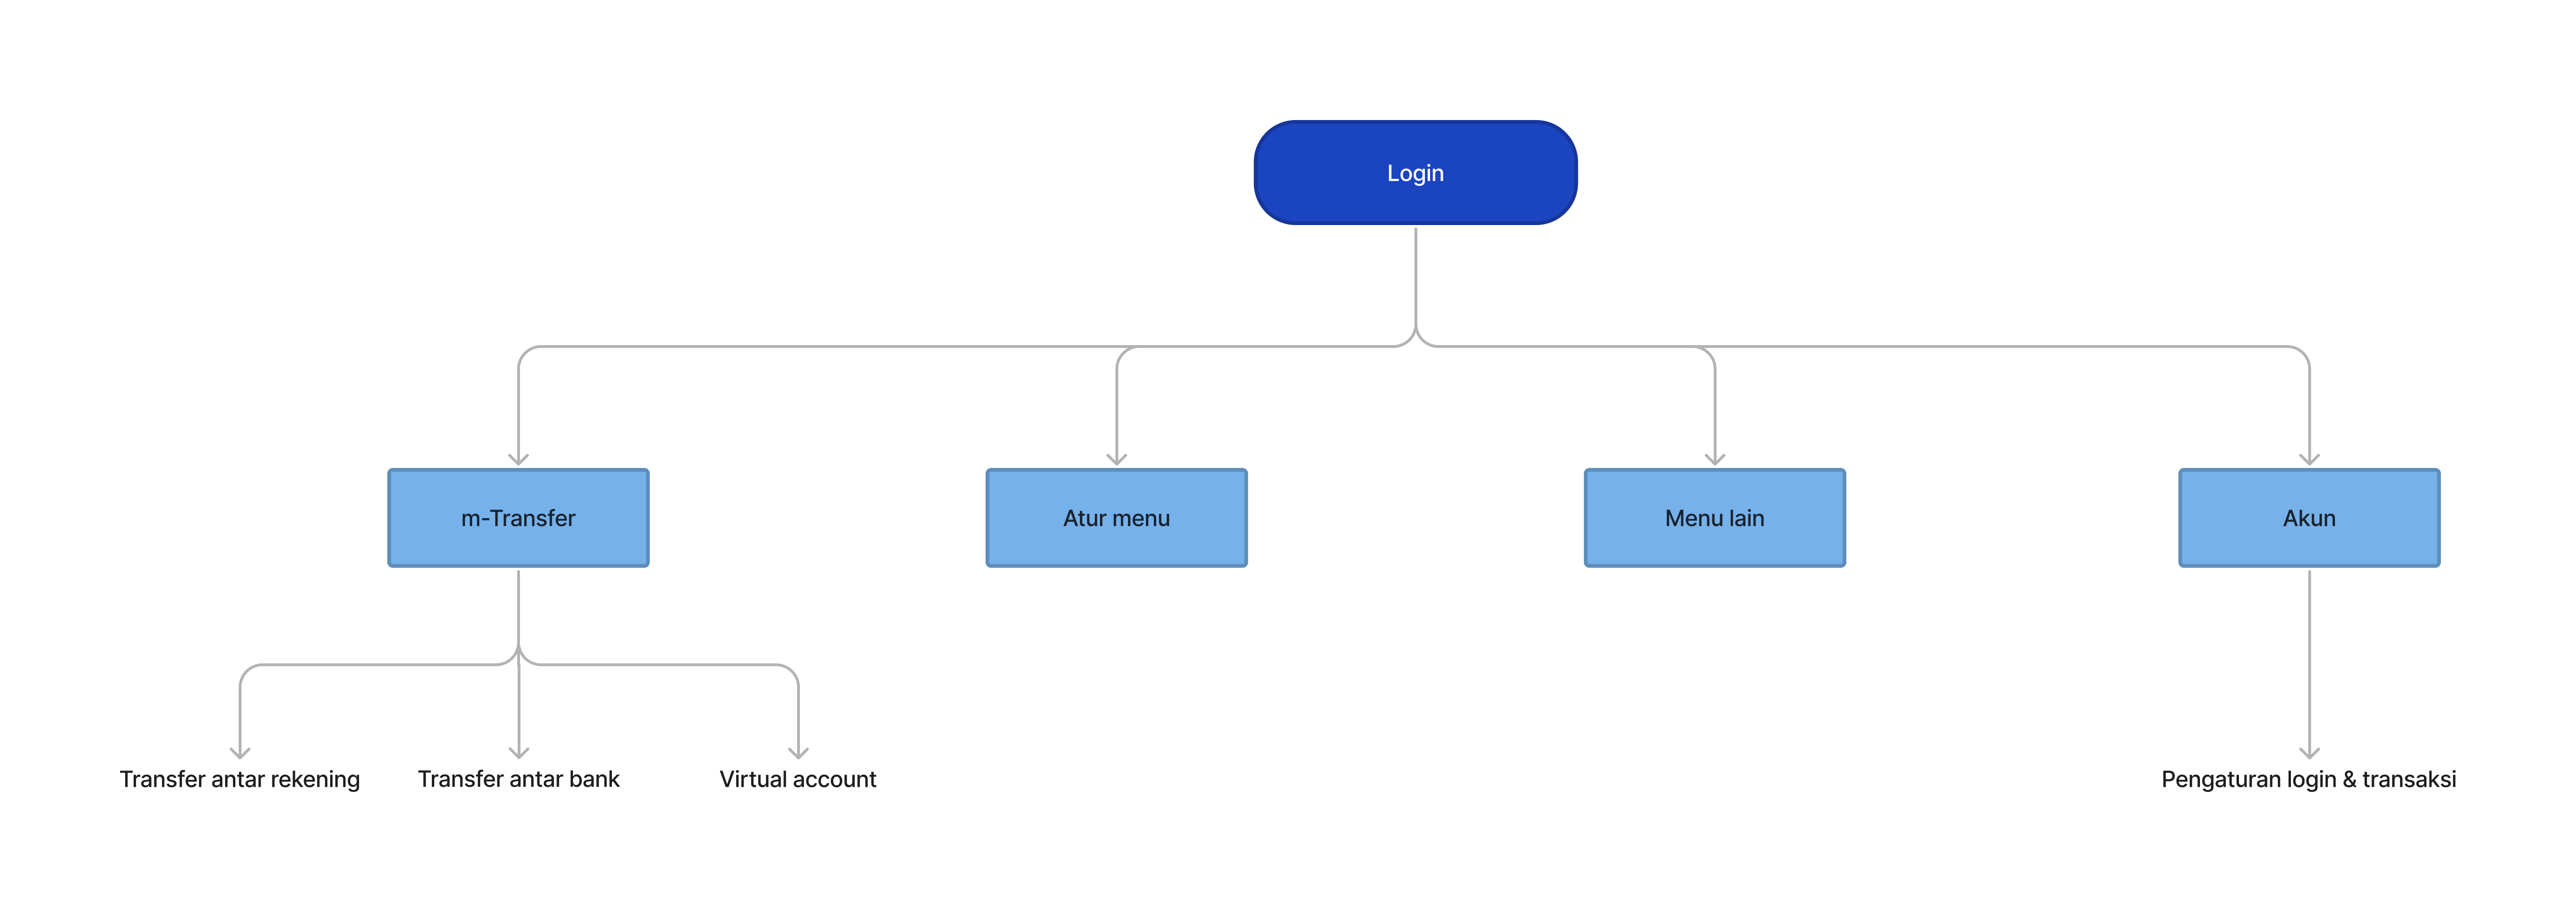 Login
m-Transfer
Atur menu
Menu lain
Akun
Transfer antar rekening
Transfer antar bank
Virtual account
Pengaturan login & transaksi